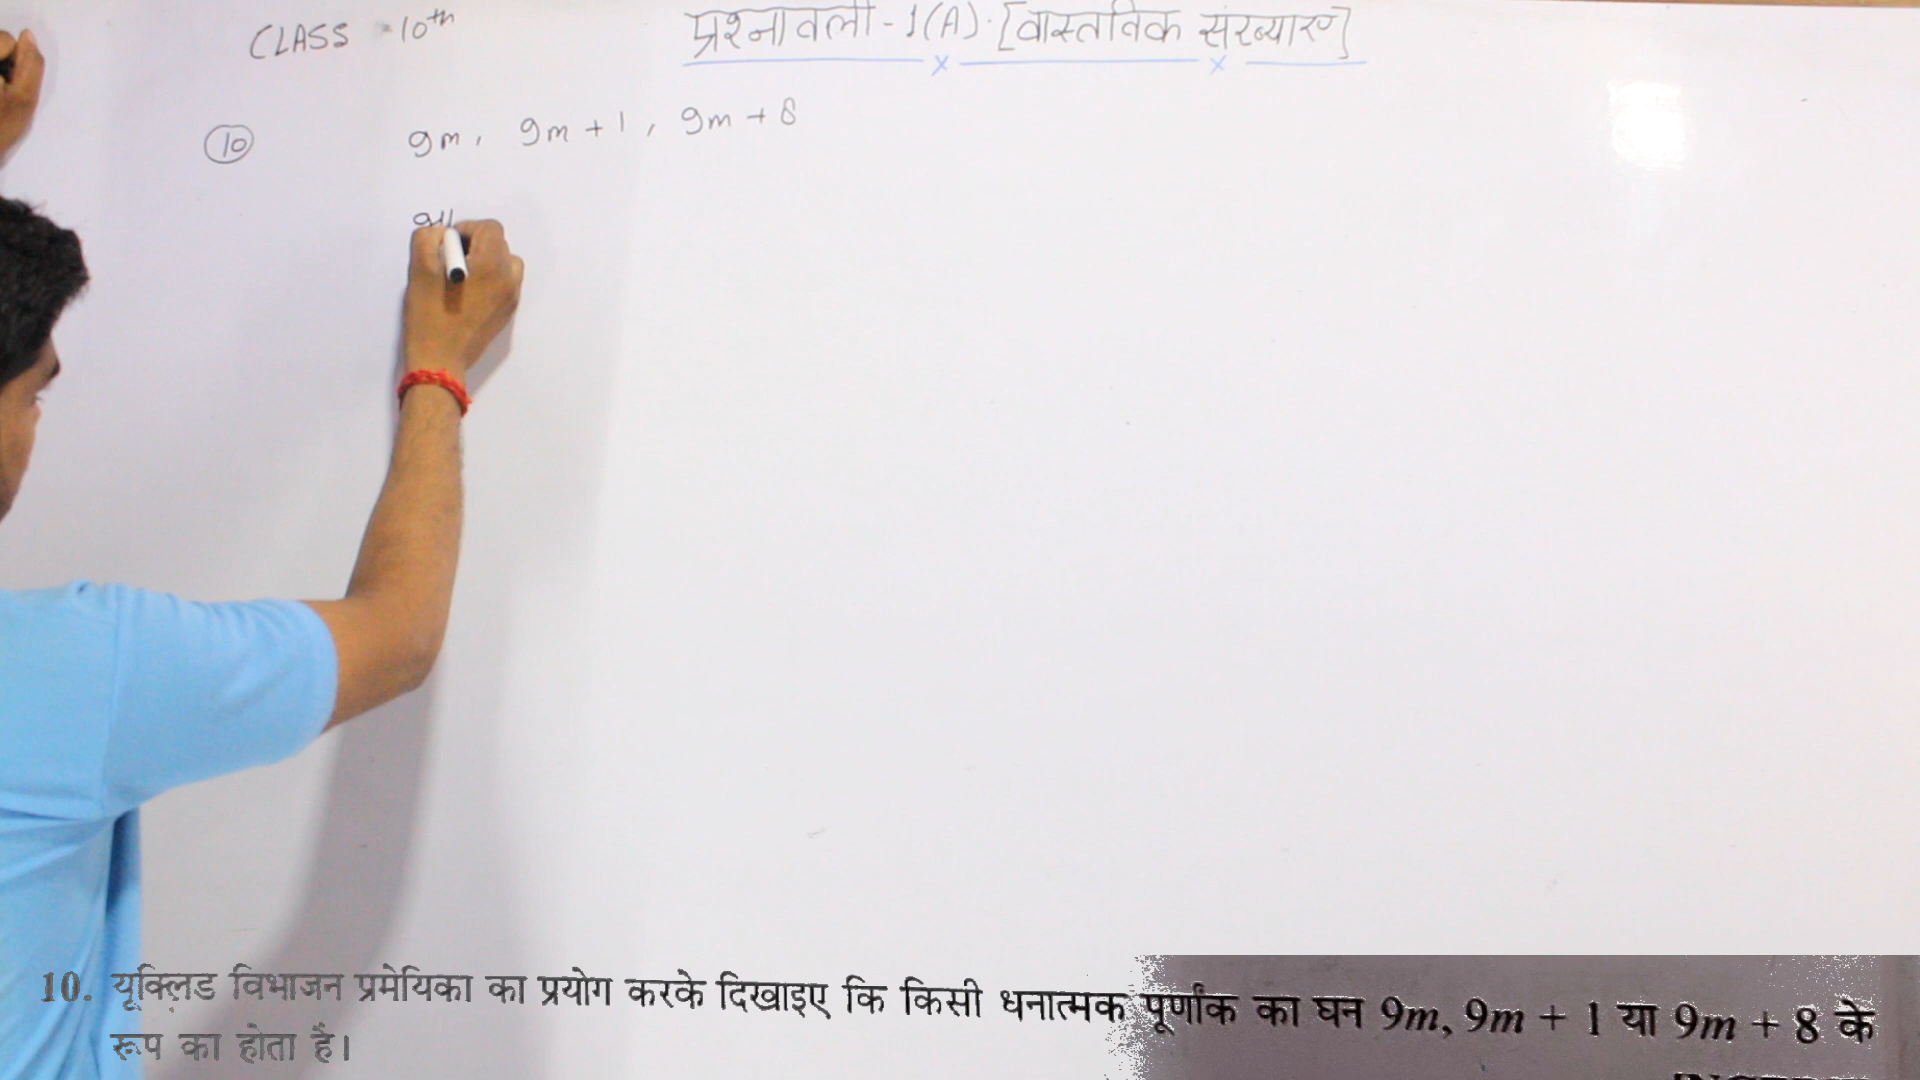 CLASS - 10th
प्रश्नावली - 1(A) · [वास्तविक संख्याएँ]
10 9m, 9m + 1, 9m + 8
10. यूक्लिड विभाजन प्रमेयिका का प्रयोग करके दिखाइए कि किसी धनात्मक पूर्णांक का घन 9m, 9m + 1 या 9m + 8 के
रूप का होता है।